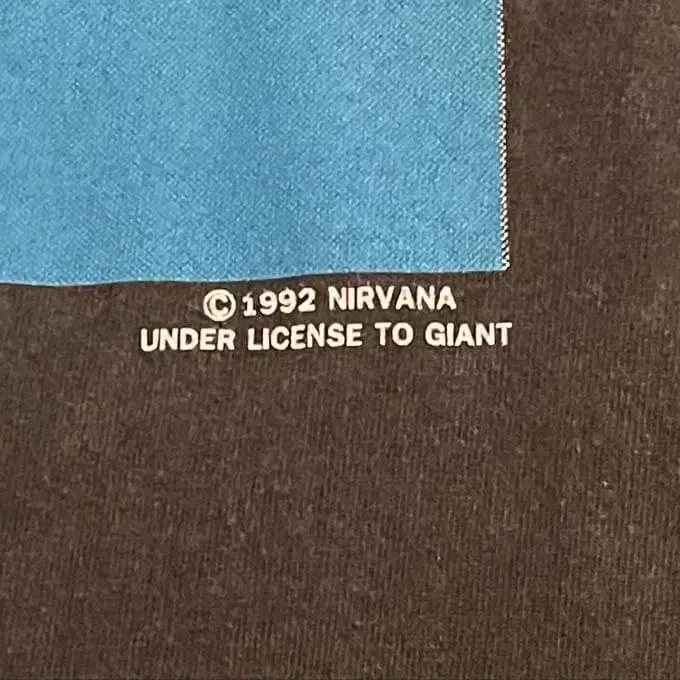 © 1992 NIRVANA
UNDER LICENSE TO GIANT